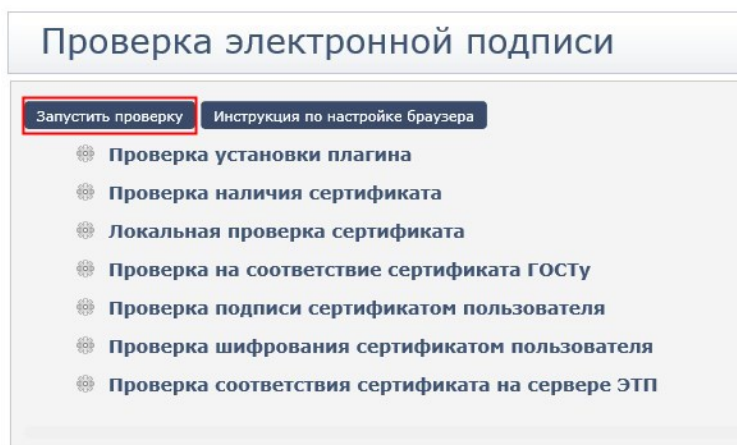 Проверка электронной подписи
Запустить проверку Инструкция по настройке браузера
Проверка установки плагина
Проверка наличия сертификата
Локальная проверка сертификата
Проверка на соответствие сертификата ГОСТу
Проверка подписи сертификатом пользователя
Проверка шифрования сертификатом пользователя
Проверка соответствия сертификата на сервере ЭТП